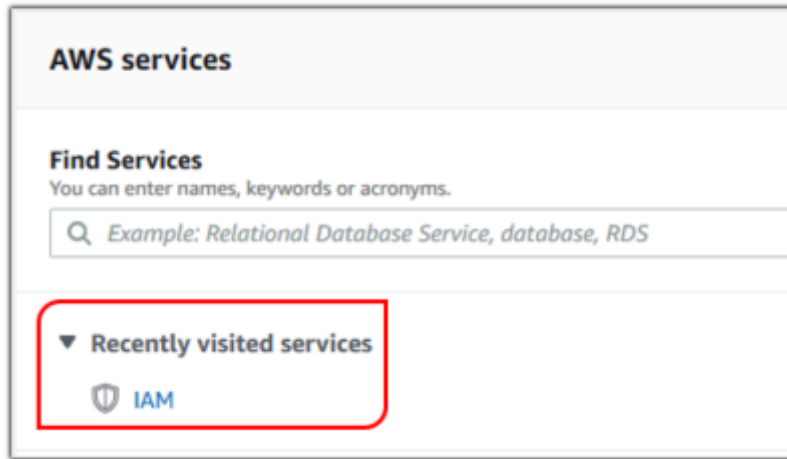 AWS services
Find Services
You can enter names, keywords or acronyms.
Example: Relational Database Service, database, RDS
Recently visited services
IAM